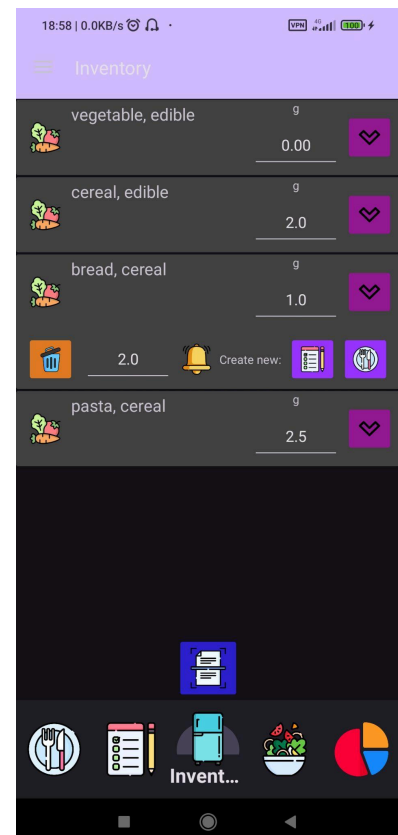 18:58 | 0.0KB/s
VPN 4G 100
Inventory
vegetable, edible
g
0.00
cereal, edible
g
2.0
bread, cereal
g
1.0
2.0
Create new:
pasta, cereal
g
2.5
Invent...